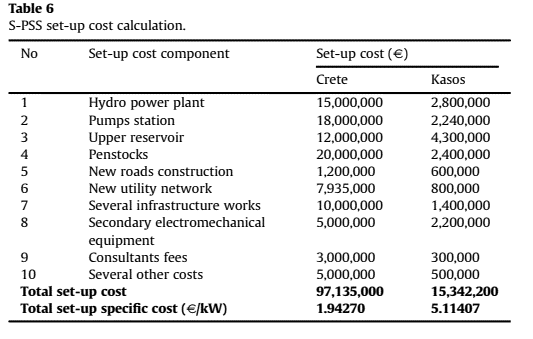 Table 6
S-PSS set-up cost calculation.
No Set-up cost component Set-up cost (€)
Crete Kasos
1 Hydro power plant 15,000,000 2,800,000
2 Pumps station 18,000,000 2,240,000
3 Upper reservoir 12,000,000 4,300,000
4 Penstocks 20,000,000 2,400,000
5 New roads construction 1,200,000 600,000
6 New utility network 7,935,000 800,000
7 Several infrastructure works 10,000,000 1,400,000
8 Secondary electromechanical 5,000,000 2,200,000
equipment
9 Consultants fees 3,000,000 300,000
10 Several other costs 5,000,000 500,000
Total set-up cost 97,135,000 15,342,200
Total set-up specific cost (€/kW) 1.94270 5.11407